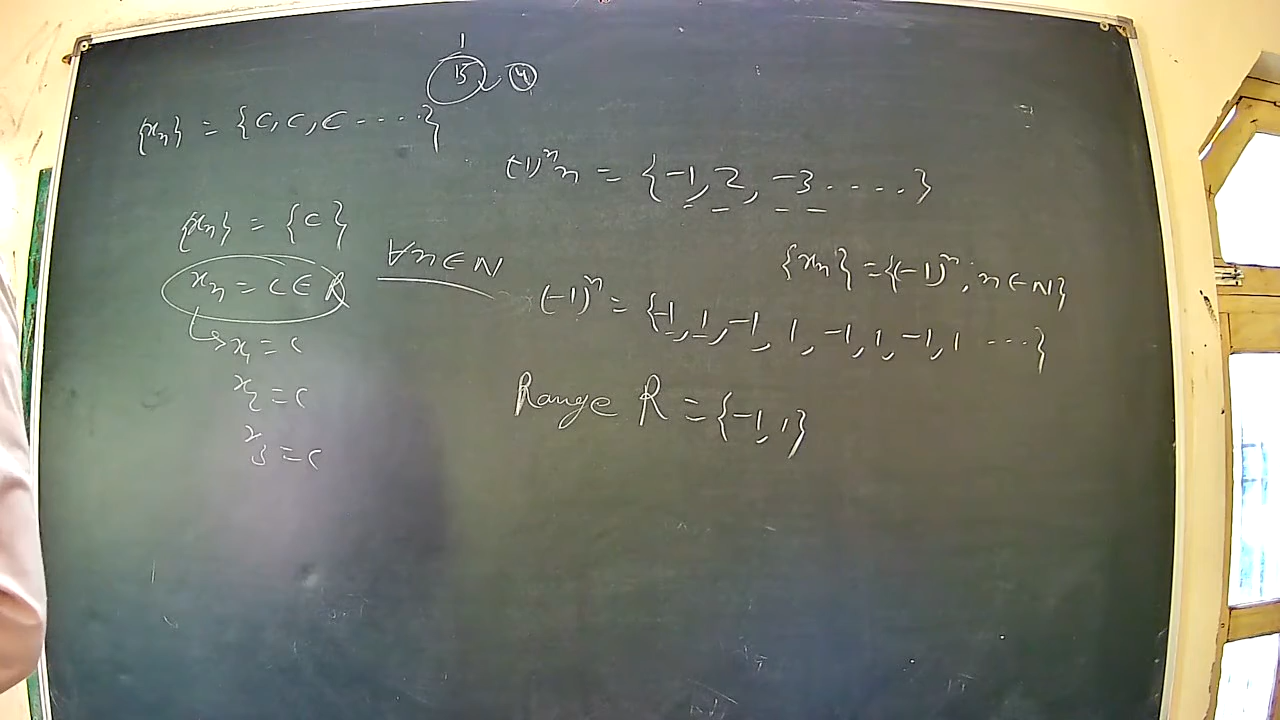 1
15 4
{xₙ} = {c, c, c - - - - .}
(-1)ⁿn = {-1, 2, -3 - - - - .}
{xₙ} = {c}
xₙ = c ∈ R ∀ n ∈ N
↳ x₁ = c
x₂ = c
x₃ = c
{xₙ} = {(-1)ⁿ; n ∈ N}
(-1)ⁿ = {-1, 1, -1, 1, -1, 1, -1, 1 ...}
Range R = {-1, 1}